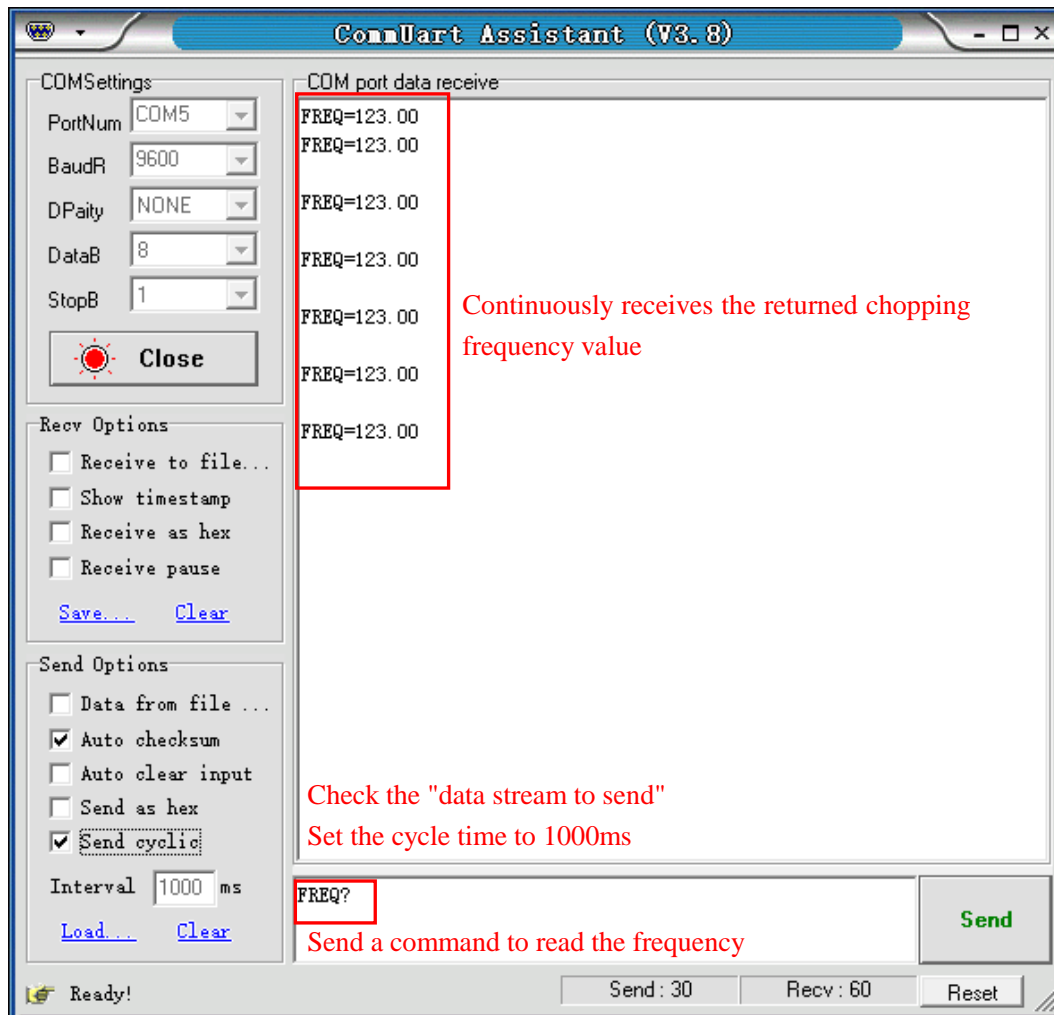 CommUart Assistant (V3.8)
COMSettings
PortNum COM5
BaudR 9600
DPaity NONE
DataB 8
StopB 1
Close
Recv Options
Receive to file...
Show timestamp
Receive as hex
Receive pause
Save... Clear
Send Options
Data from file ...
Auto checksum
Auto clear input
Send as hex
Send cyclic
Interval 1000 ms
Load... Clear
COM port data receive
FREQ=123.00
FREQ=123.00
FREQ=123.00
FREQ=123.00
FREQ=123.00
FREQ=123.00
FREQ=123.00
Continuously receives the returned chopping
frequency value
Check the "data stream to send"
Set the cycle time to 1000ms
FREQ?
Send a command to read the frequency
Send
Ready!
Send : 30
Recv : 60
Reset